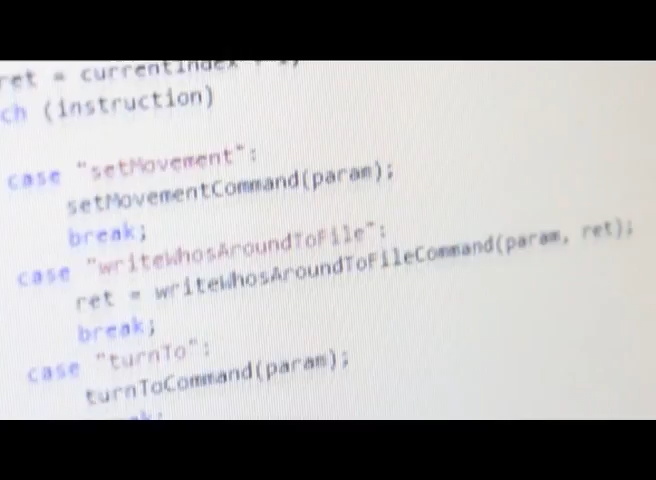 ret = currentIndex + 1;
ch (instruction)
case "setMovement":
setMovementCommand(param);
break;
case "writeWhosAroundToFile":
ret = writeWhosAroundToFileCommand(param, ret);
break;
case "turnTo":
turnToCommand(param);